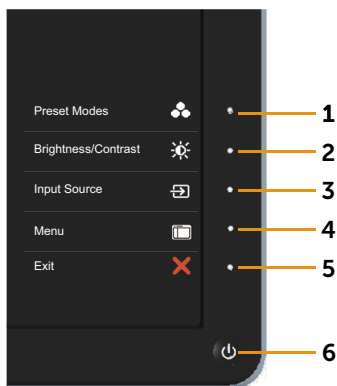 Preset Modes 1
Brightness/Contrast 2
Input Source 3
Menu 4
Exit 5
6